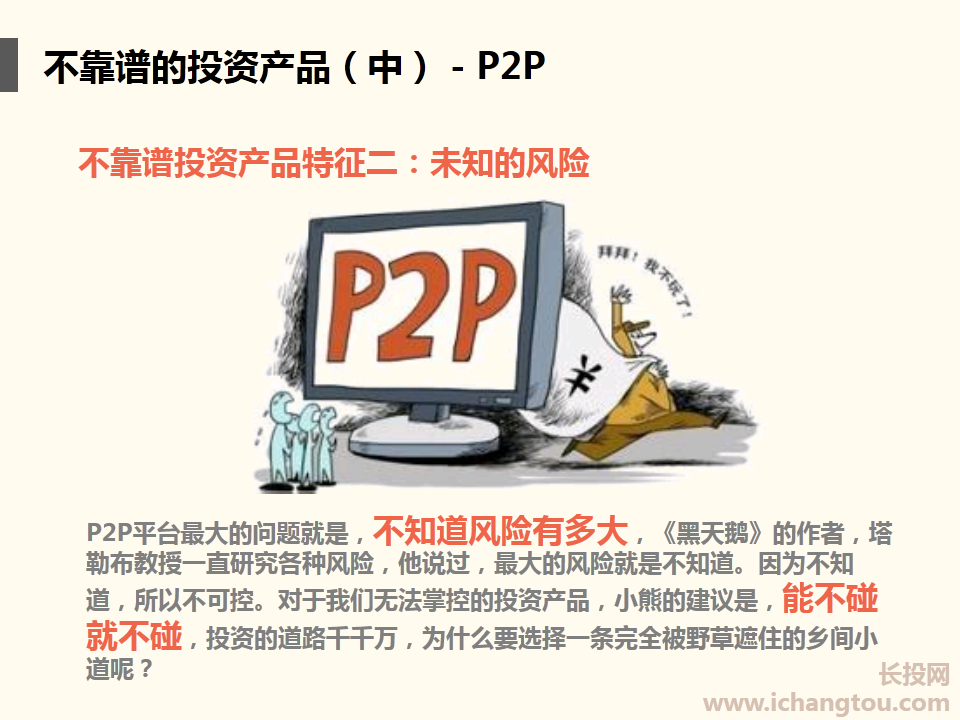 不靠谱的投资产品（中）- P2P
不靠谱投资产品特征二：未知的风险
P2P
拜拜！我不玩了！
¥
P2P平台最大的问题就是，不知道风险有多大，《黑天鹅》的作者，塔
勒布教授一直研究各种风险，他说过，最大的风险就是不知道。因为不知
道，所以不可控。对于我们无法掌控的投资产品，小熊的建议是，能不碰
就不碰，投资的道路千千万，为什么要选择一条完全被野草遮住的乡间小
道呢？
长投网
www.ichangtou.com